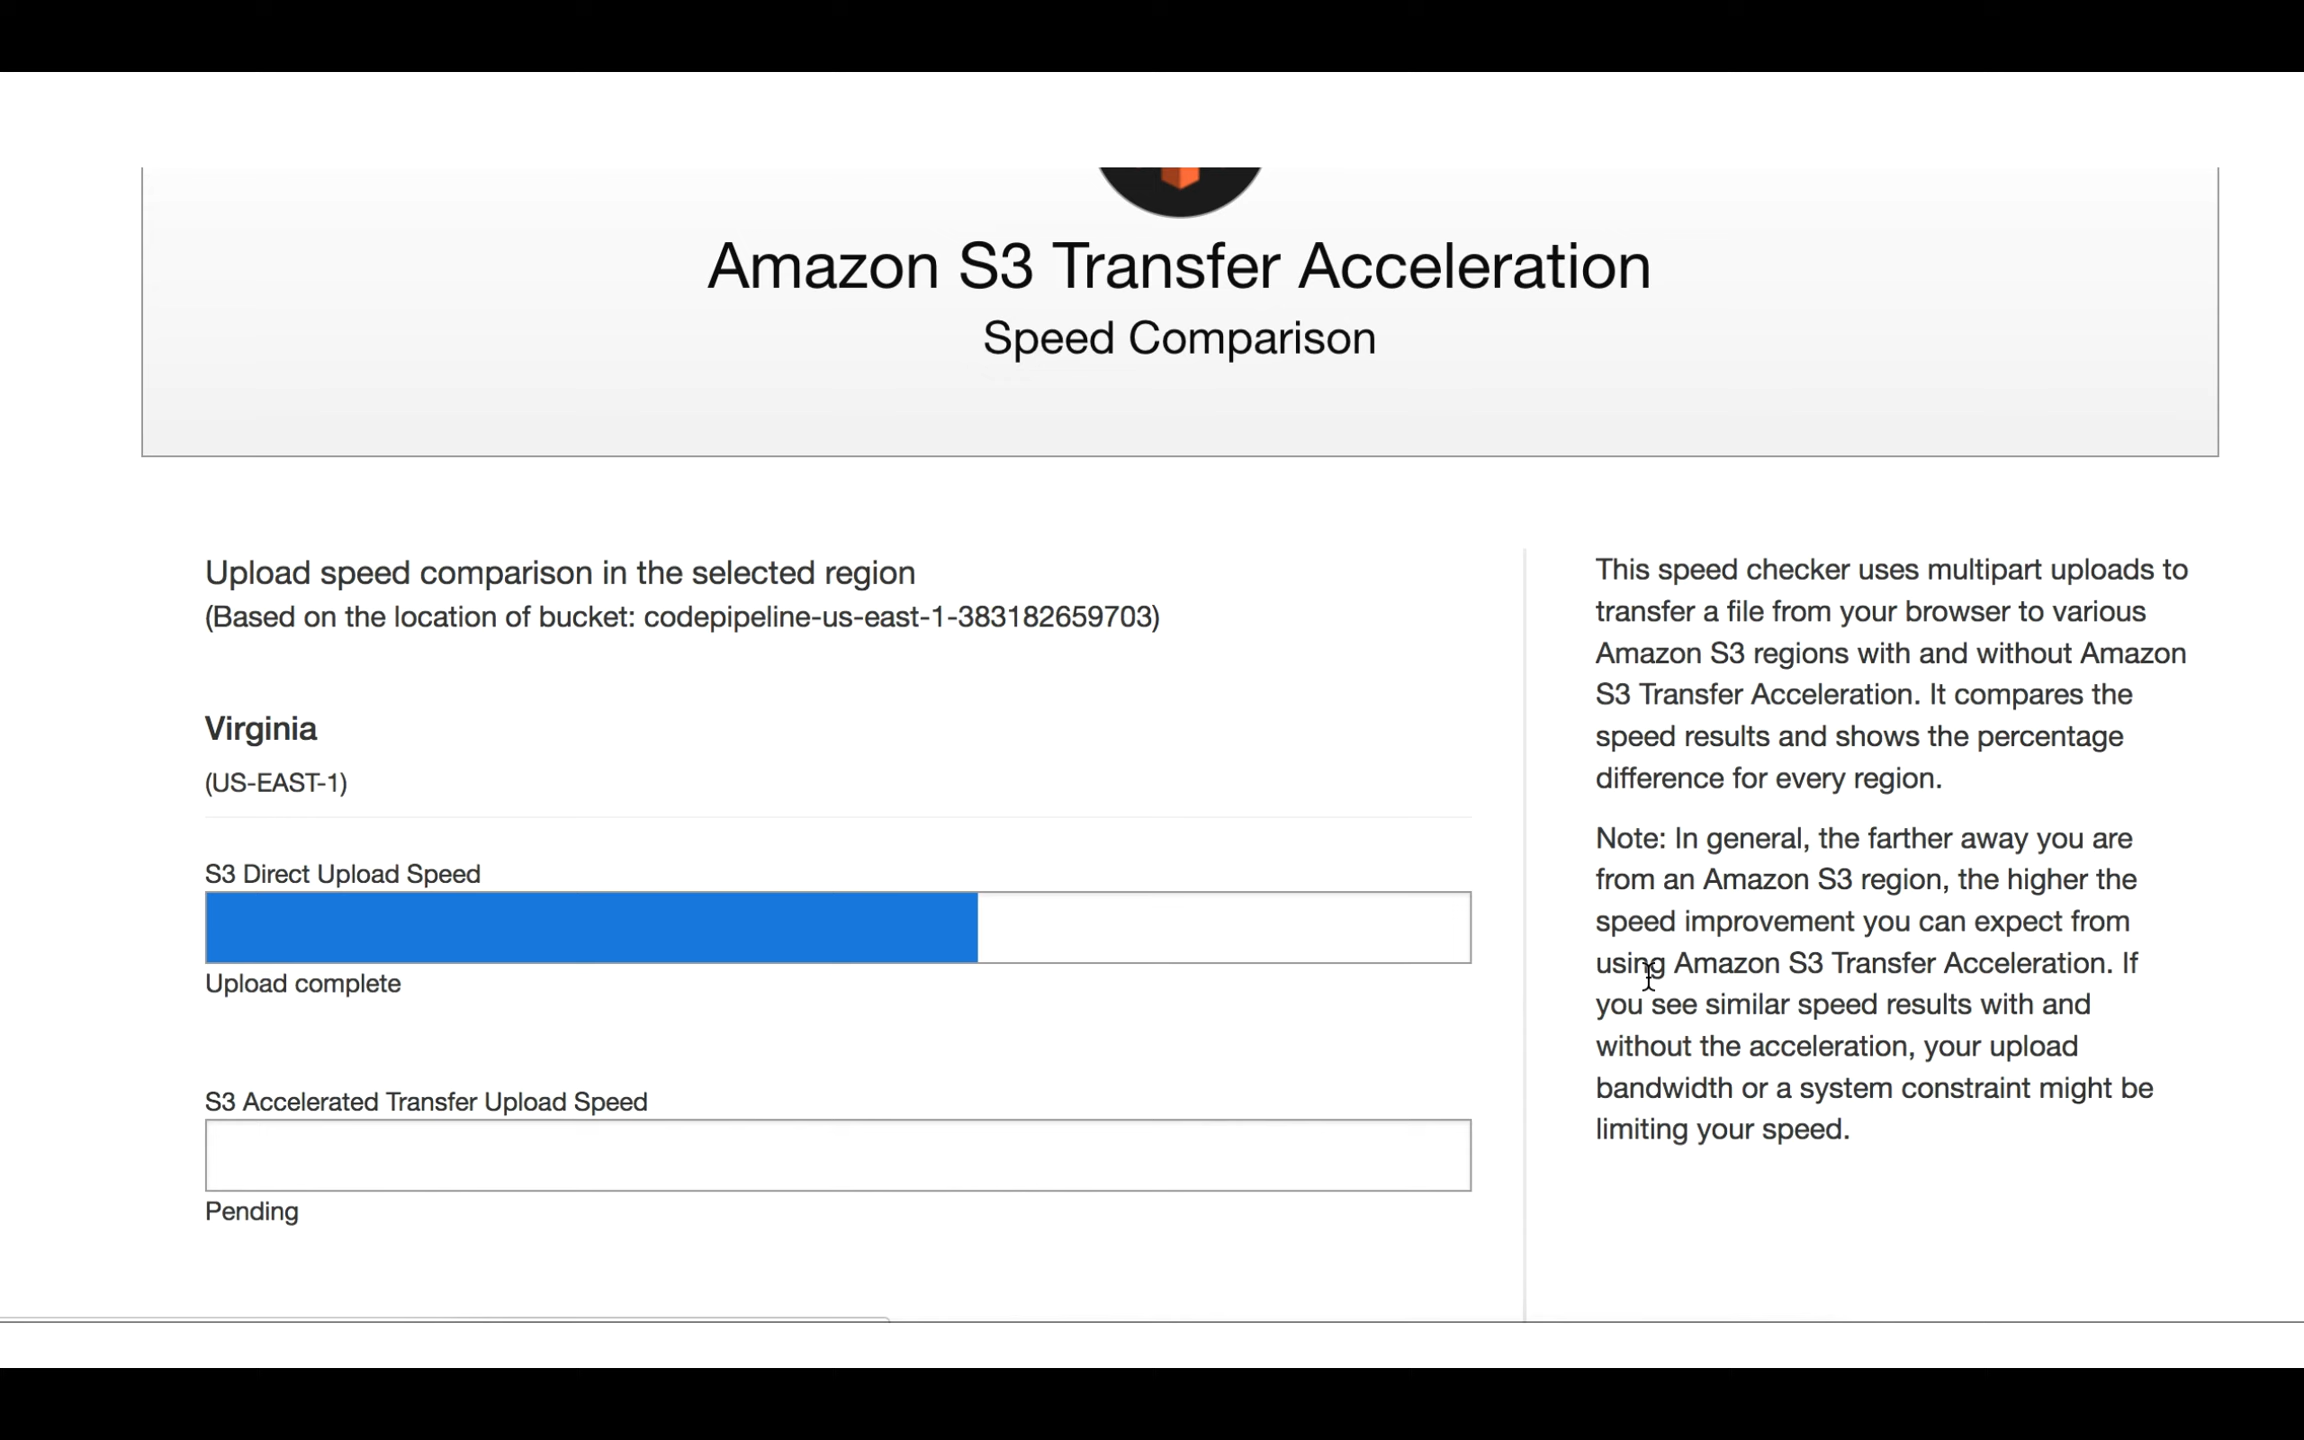 Amazon S3 Transfer Acceleration
Speed Comparison
Upload speed comparison in the selected region
(Based on the location of bucket: codepipeline-us-east-1-383182659703)
Virginia
(US-EAST-1)
S3 Direct Upload Speed
Upload complete
S3 Accelerated Transfer Upload Speed
Pending
This speed checker uses multipart uploads to
transfer a file from your browser to various
Amazon S3 regions with and without Amazon
S3 Transfer Acceleration. It compares the
speed results and shows the percentage
difference for every region.
Note: In general, the farther away you are
from an Amazon S3 region, the higher the
speed improvement you can expect from
using Amazon S3 Transfer Acceleration. If
you see similar speed results with and
without the acceleration, your upload
bandwidth or a system constraint might be
limiting your speed.